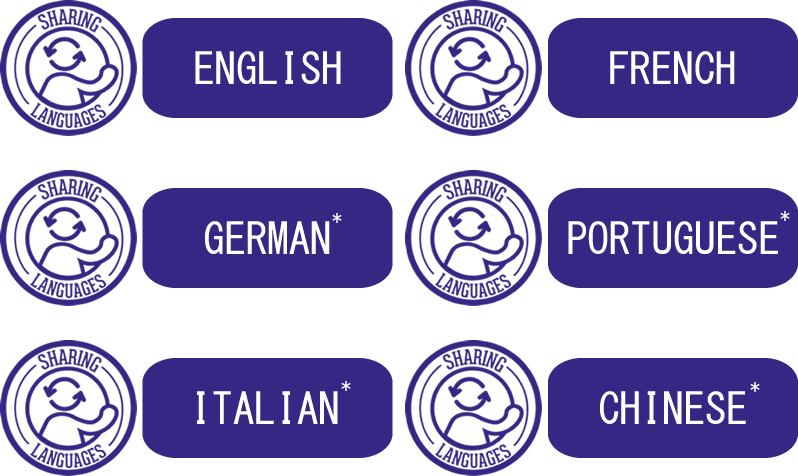 SHARING
LANGUAGES
ENGLISH
SHARING
LANGUAGES
FRENCH
SHARING
LANGUAGES
GERMAN*
SHARING
LANGUAGES
PORTUGUESE*
SHARING
LANGUAGES
ITALIAN*
SHARING
LANGUAGES
CHINESE*